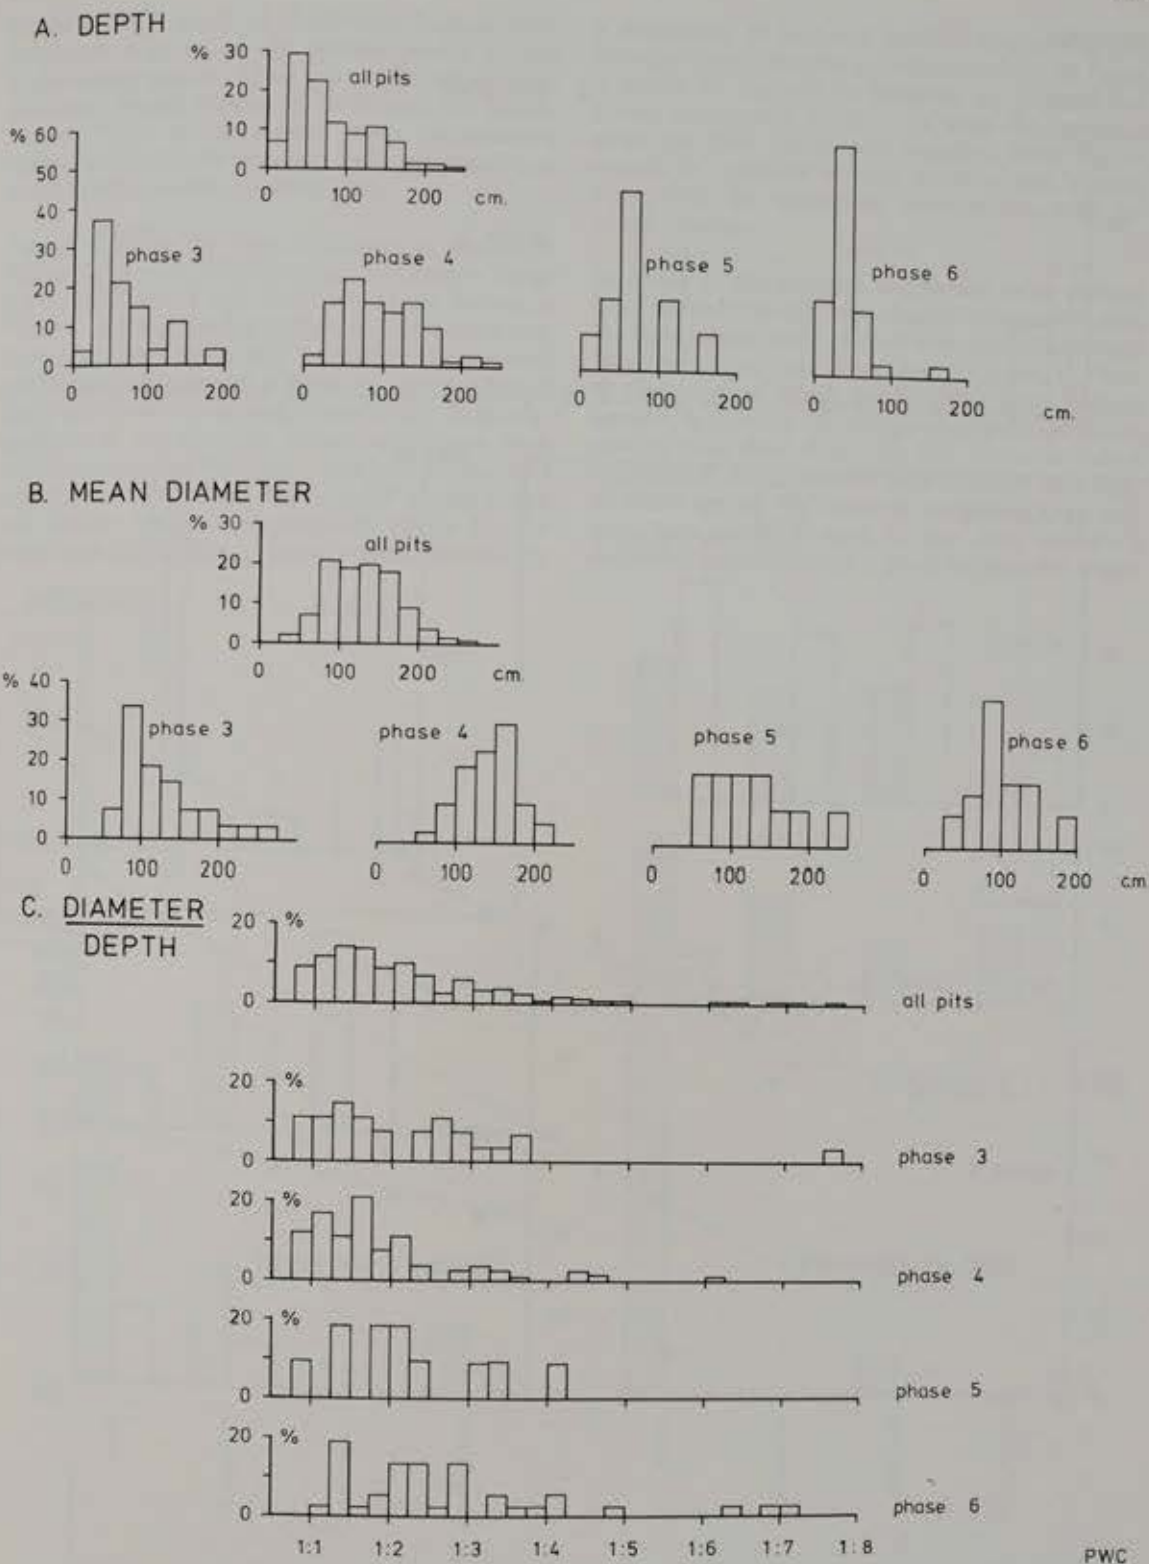 A. DEPTH
% 30
20
10
0
all pits
0 100 200 cm.
% 60
50
40
30
20
10
0
phase 3
phase 4
phase 5
phase 6
0 100 200
0 100 200
0 100 200
0 100 200 cm.
B. MEAN DIAMETER
% 30
20
10
0
all pits
0 100 200 cm.
% 40
30
20
10
0
phase 3
phase 4
phase 5
phase 6
0 100 200
0 100 200
0 100 200
0 100 200 cm
C. DIAMETER
DEPTH
20 %
0
all pits
20 %
0
phase 3
20 %
0
phase 4
20 %
0
phase 5
20 %
0
phase 6
1:1 1:2 1:3 1:4 1:5 1:6 1:7 1:8
PWC